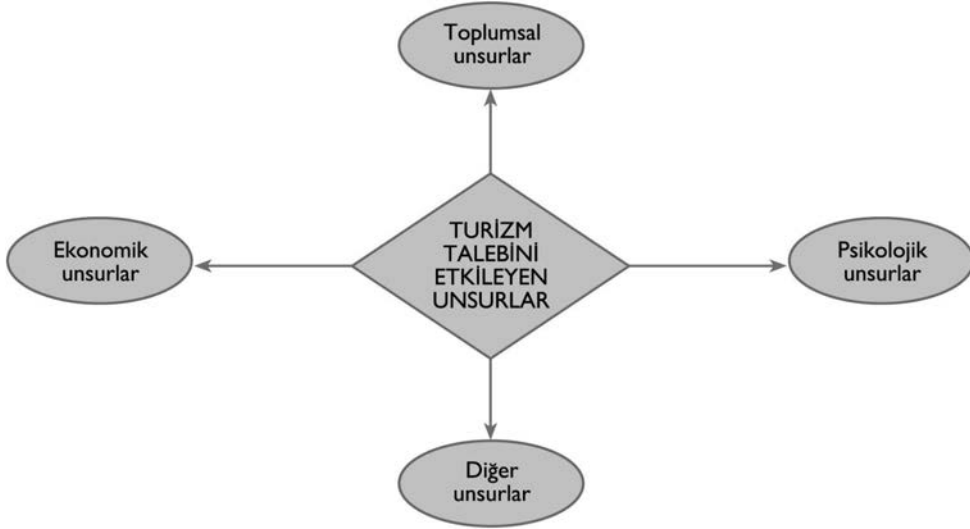 Toplumsal
unsurlar
Ekonomik
unsurlar
TURİZM
TALEBİNİ
ETKİLEYEN
UNSURLAR
Psikolojik
unsurlar
Diğer
unsurlar